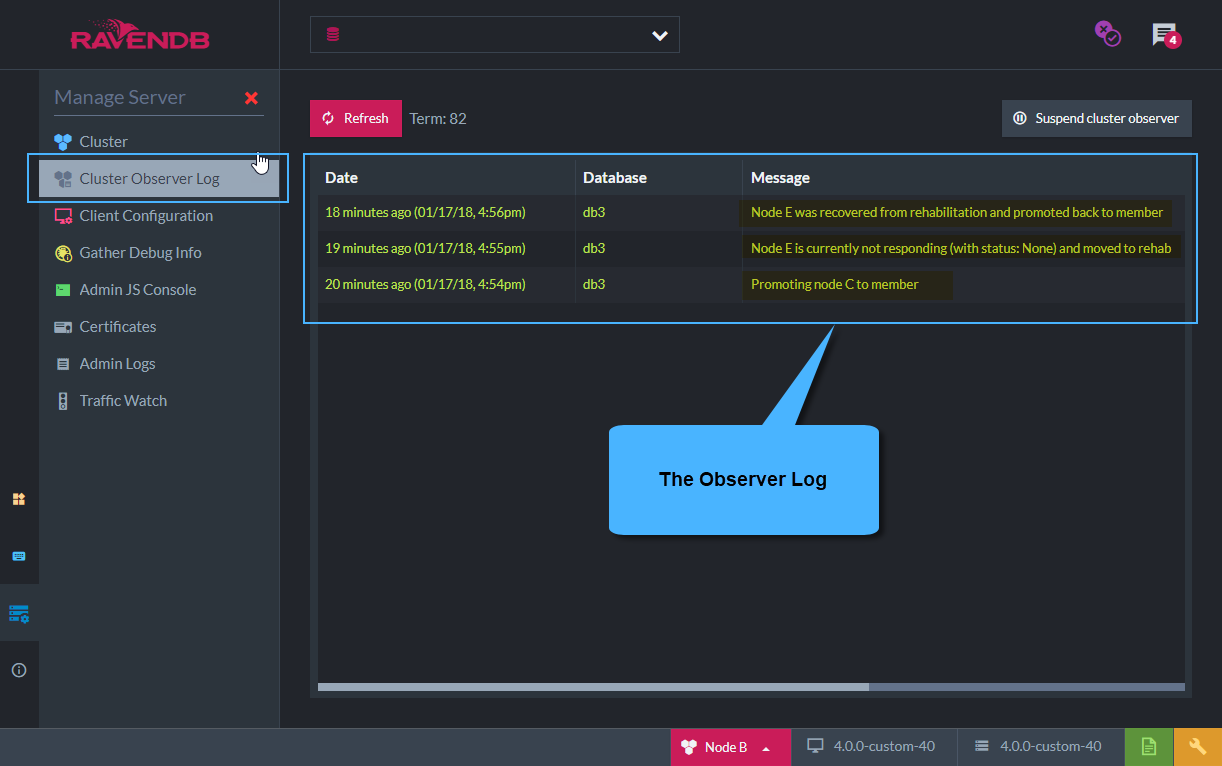 RAVENDB
4
Manage Server
Cluster
Cluster Observer Log
Client Configuration
Gather Debug Info
Admin JS Console
Certificates
Admin Logs
Traffic Watch
Refresh
Term: 82
Suspend cluster observer
Date Database Message
18 minutes ago (01/17/18, 4:56pm) db3 Node E was recovered from rehabilitation and promoted back to member
19 minutes ago (01/17/18, 4:55pm) db3 Node E is currently not responding (with status: None) and moved to rehab
20 minutes ago (01/17/18, 4:54pm) db3 Promoting node C to member
The Observer Log
Node B
4.0.0-custom-40
4.0.0-custom-40